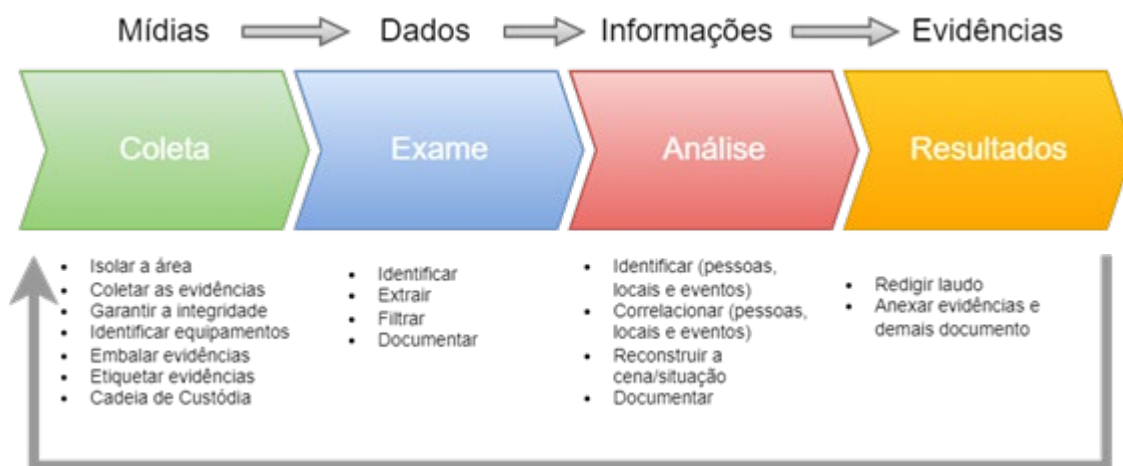 Mídias Dados Informações Evidências
Coleta Exame Análise Resultados
• Isolar a área
• Coletar as evidências
• Garantir a integridade
• Identificar equipamentos
• Embalar evidências
• Etiquetar evidências
• Cadeia de Custódia
• Identificar
• Extrair
• Filtrar
• Documentar
• Identificar (pessoas,
locais e eventos)
• Correlacionar (pessoas,
locais e eventos)
• Reconstruir a
cena/situação
• Documentar
• Redigir laudo
• Anexar evidências e
demais documento